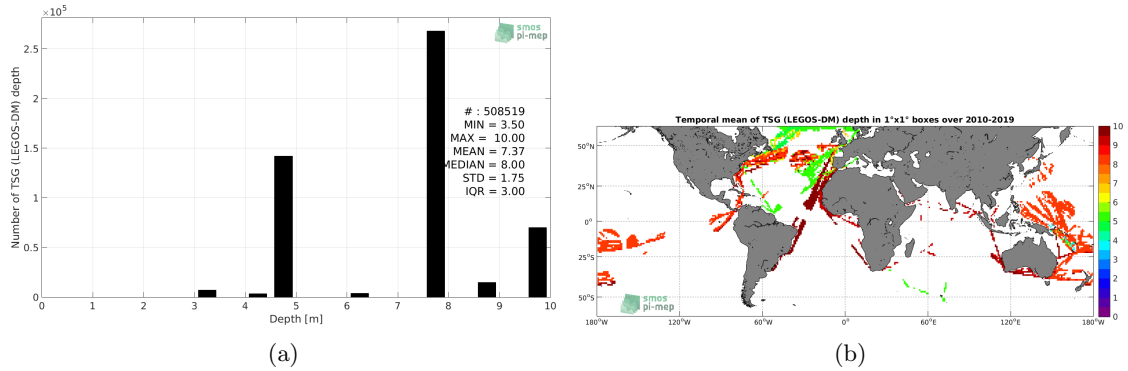 ×10⁵
smos
pi-mep
2.5
2
1.5
1
0.5
0
Number of TSG (LEGOS-DM) depth
# : 508519
MIN = 3.50
MAX = 10.00
MEAN = 7.37
MEDIAN = 8.00
STD = 1.75
IQR = 3.00
0 1 2 3 4 5 6 7 8 9 10
Depth [m]
(a)
Temporal mean of TSG (LEGOS-DM) depth in 1°x1° boxes over 2010-2019
50°N
25°N
0°
25°S
50°S
180°W 120°W 60°W 0° 60°E 120°E 180°W
10
9
8
7
6
5
4
3
2
1
0
smos
pi-mep
(b)